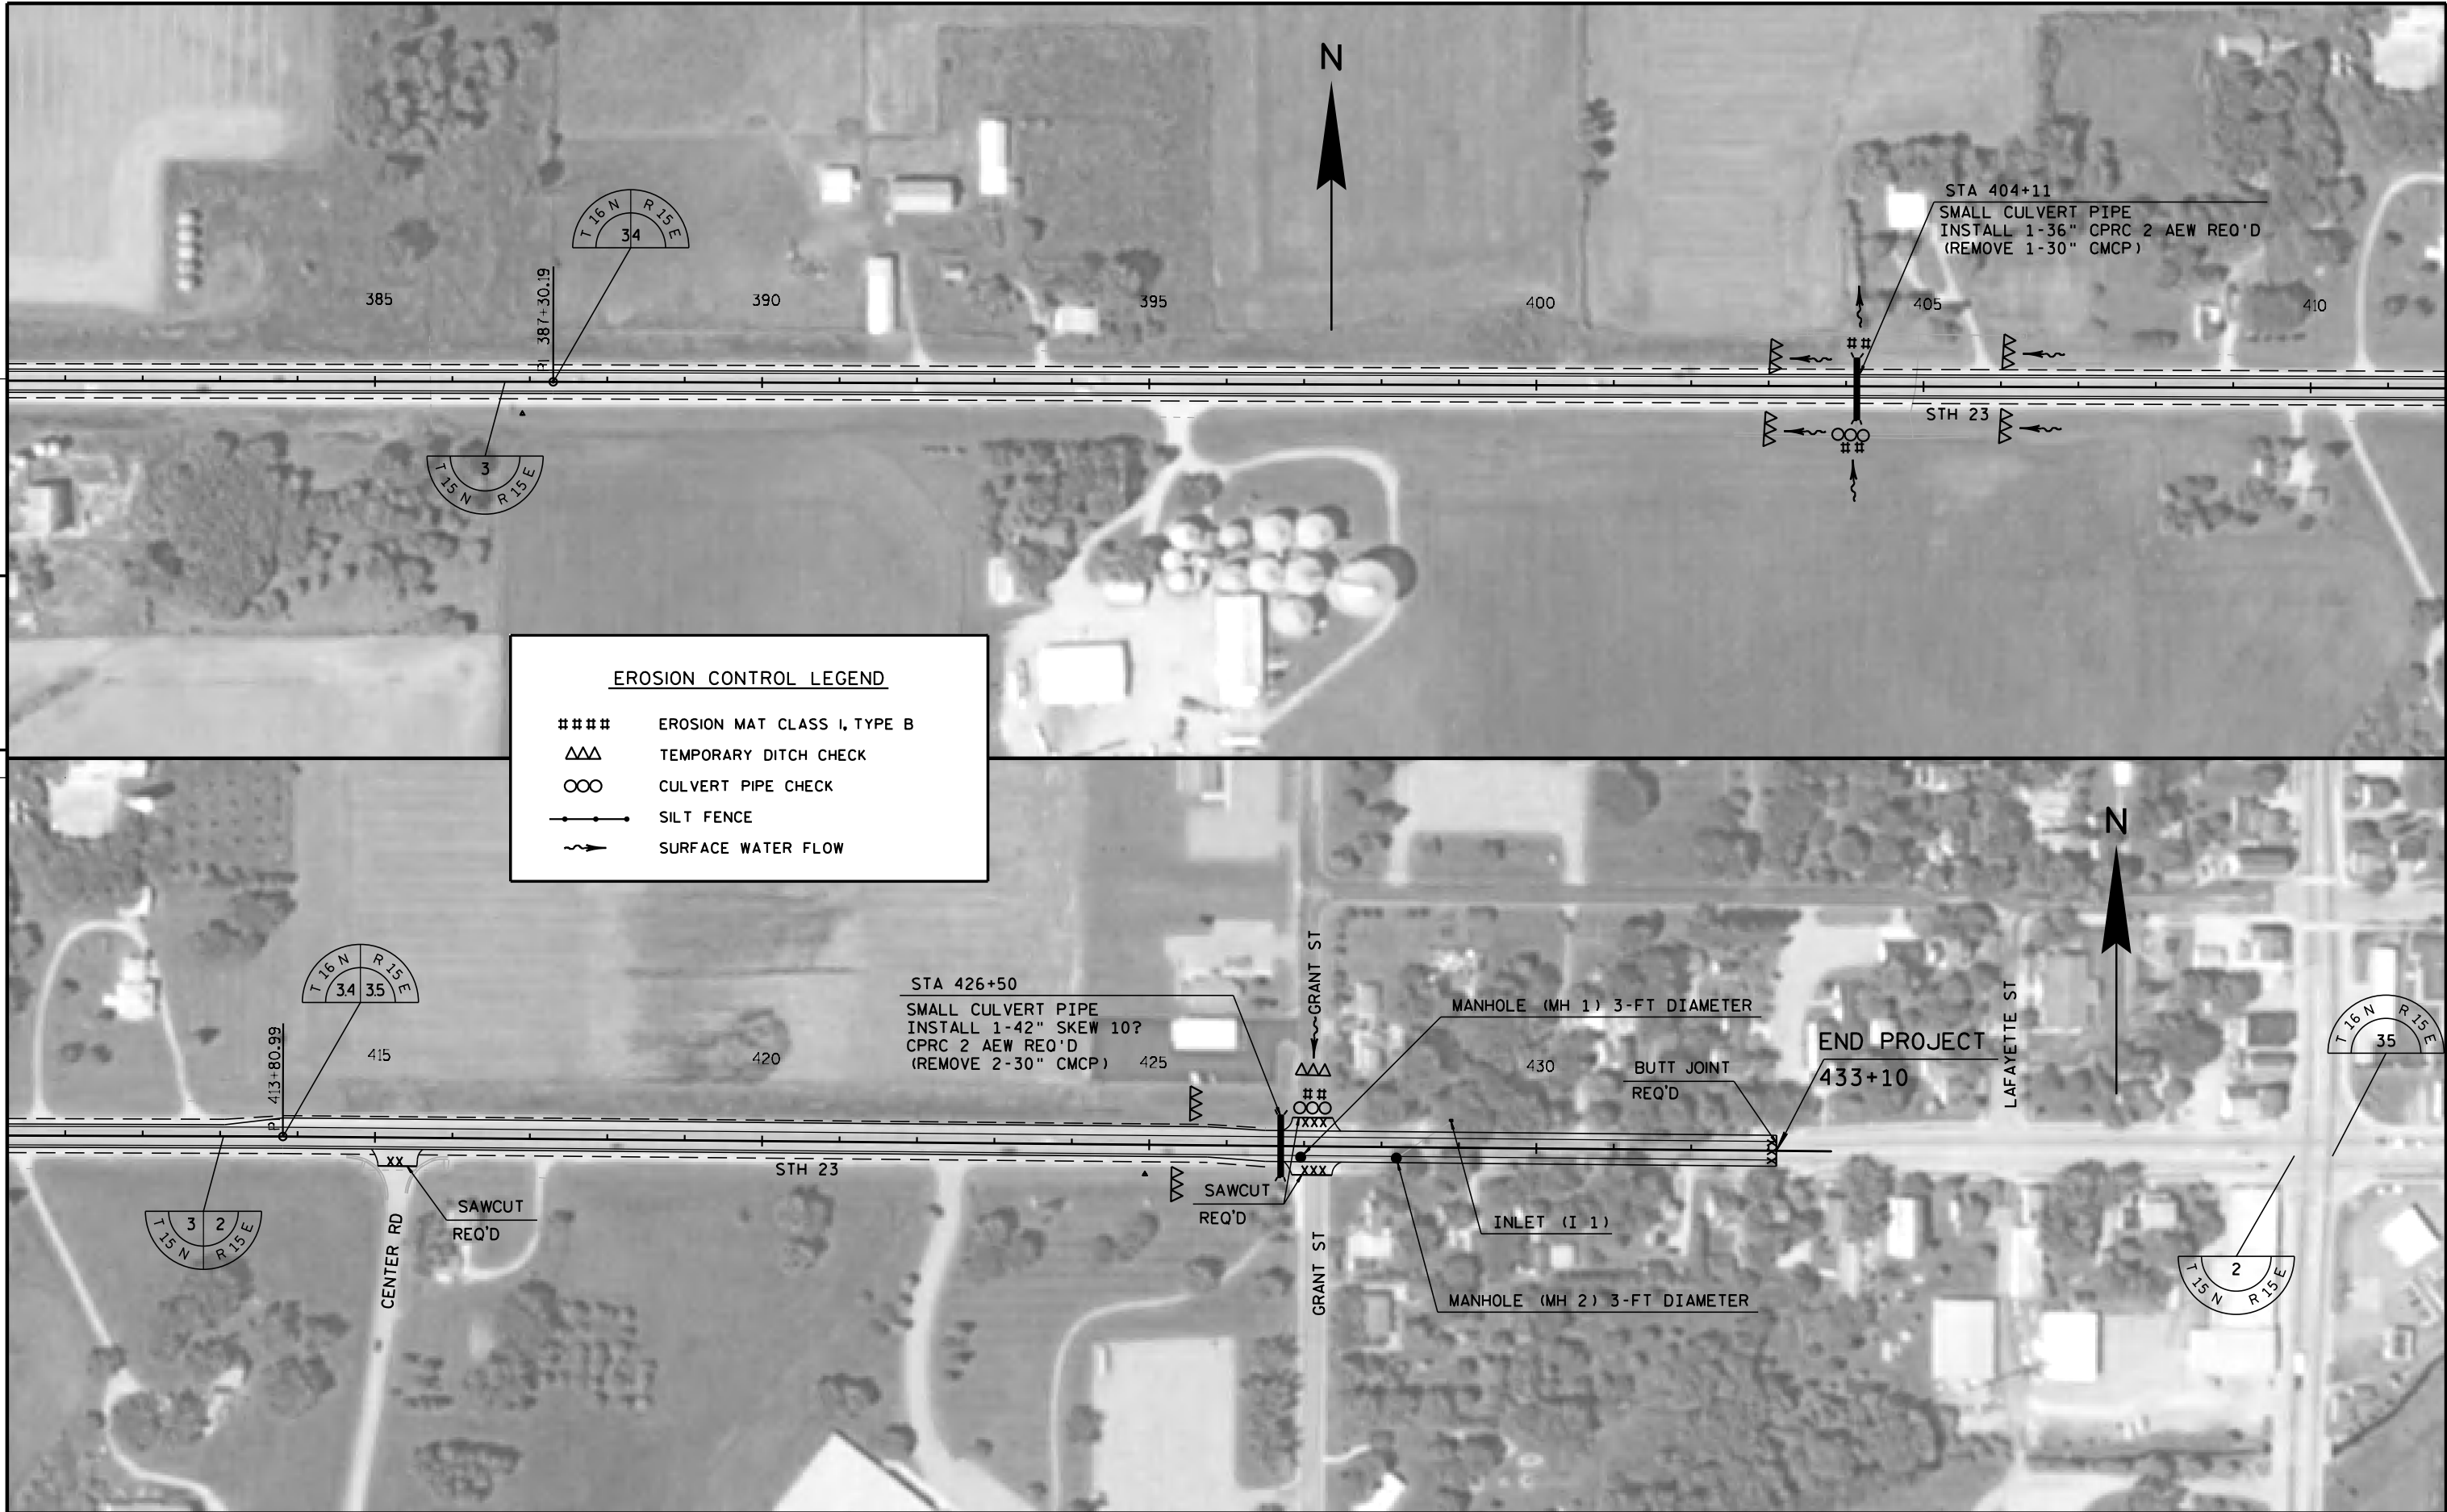 N
T 16 N R 15 E
34
STA 404+11
SMALL CULVERT PIPE
INSTALL 1-36" CPRC 2 AEW REQ'D
(REMOVE 1-30" CMCP)
385
390
395
400
405
410
PI 387+30.19
STH 23
3
T 15 N R 15 E
EROSION CONTROL LEGEND
#### EROSION MAT CLASS I, TYPE B
TEMPORARY DITCH CHECK
CULVERT PIPE CHECK
SILT FENCE
SURFACE WATER FLOW
N
T 16 N R 15 E
34 35
STA 426+50
SMALL CULVERT PIPE
INSTALL 1-42" SKEW 10?
CPRC 2 AEW REQ'D
(REMOVE 2-30" CMCP)
GRANT ST
MANHOLE (MH 1) 3-FT DIAMETER
LAFAYETTE ST
T 16 N R 15 E
35
END PROJECT
433+10
BUTT JOINT
REQ'D
415
420
425
430
PI 413+80.99
STH 23
SAWCUT
REQ'D
SAWCUT
REQ'D
3 2
T 15 N R 15 E
CENTER RD
GRANT ST
INLET (I 1)
MANHOLE (MH 2) 3-FT DIAMETER
2
T 15 N R 15 E